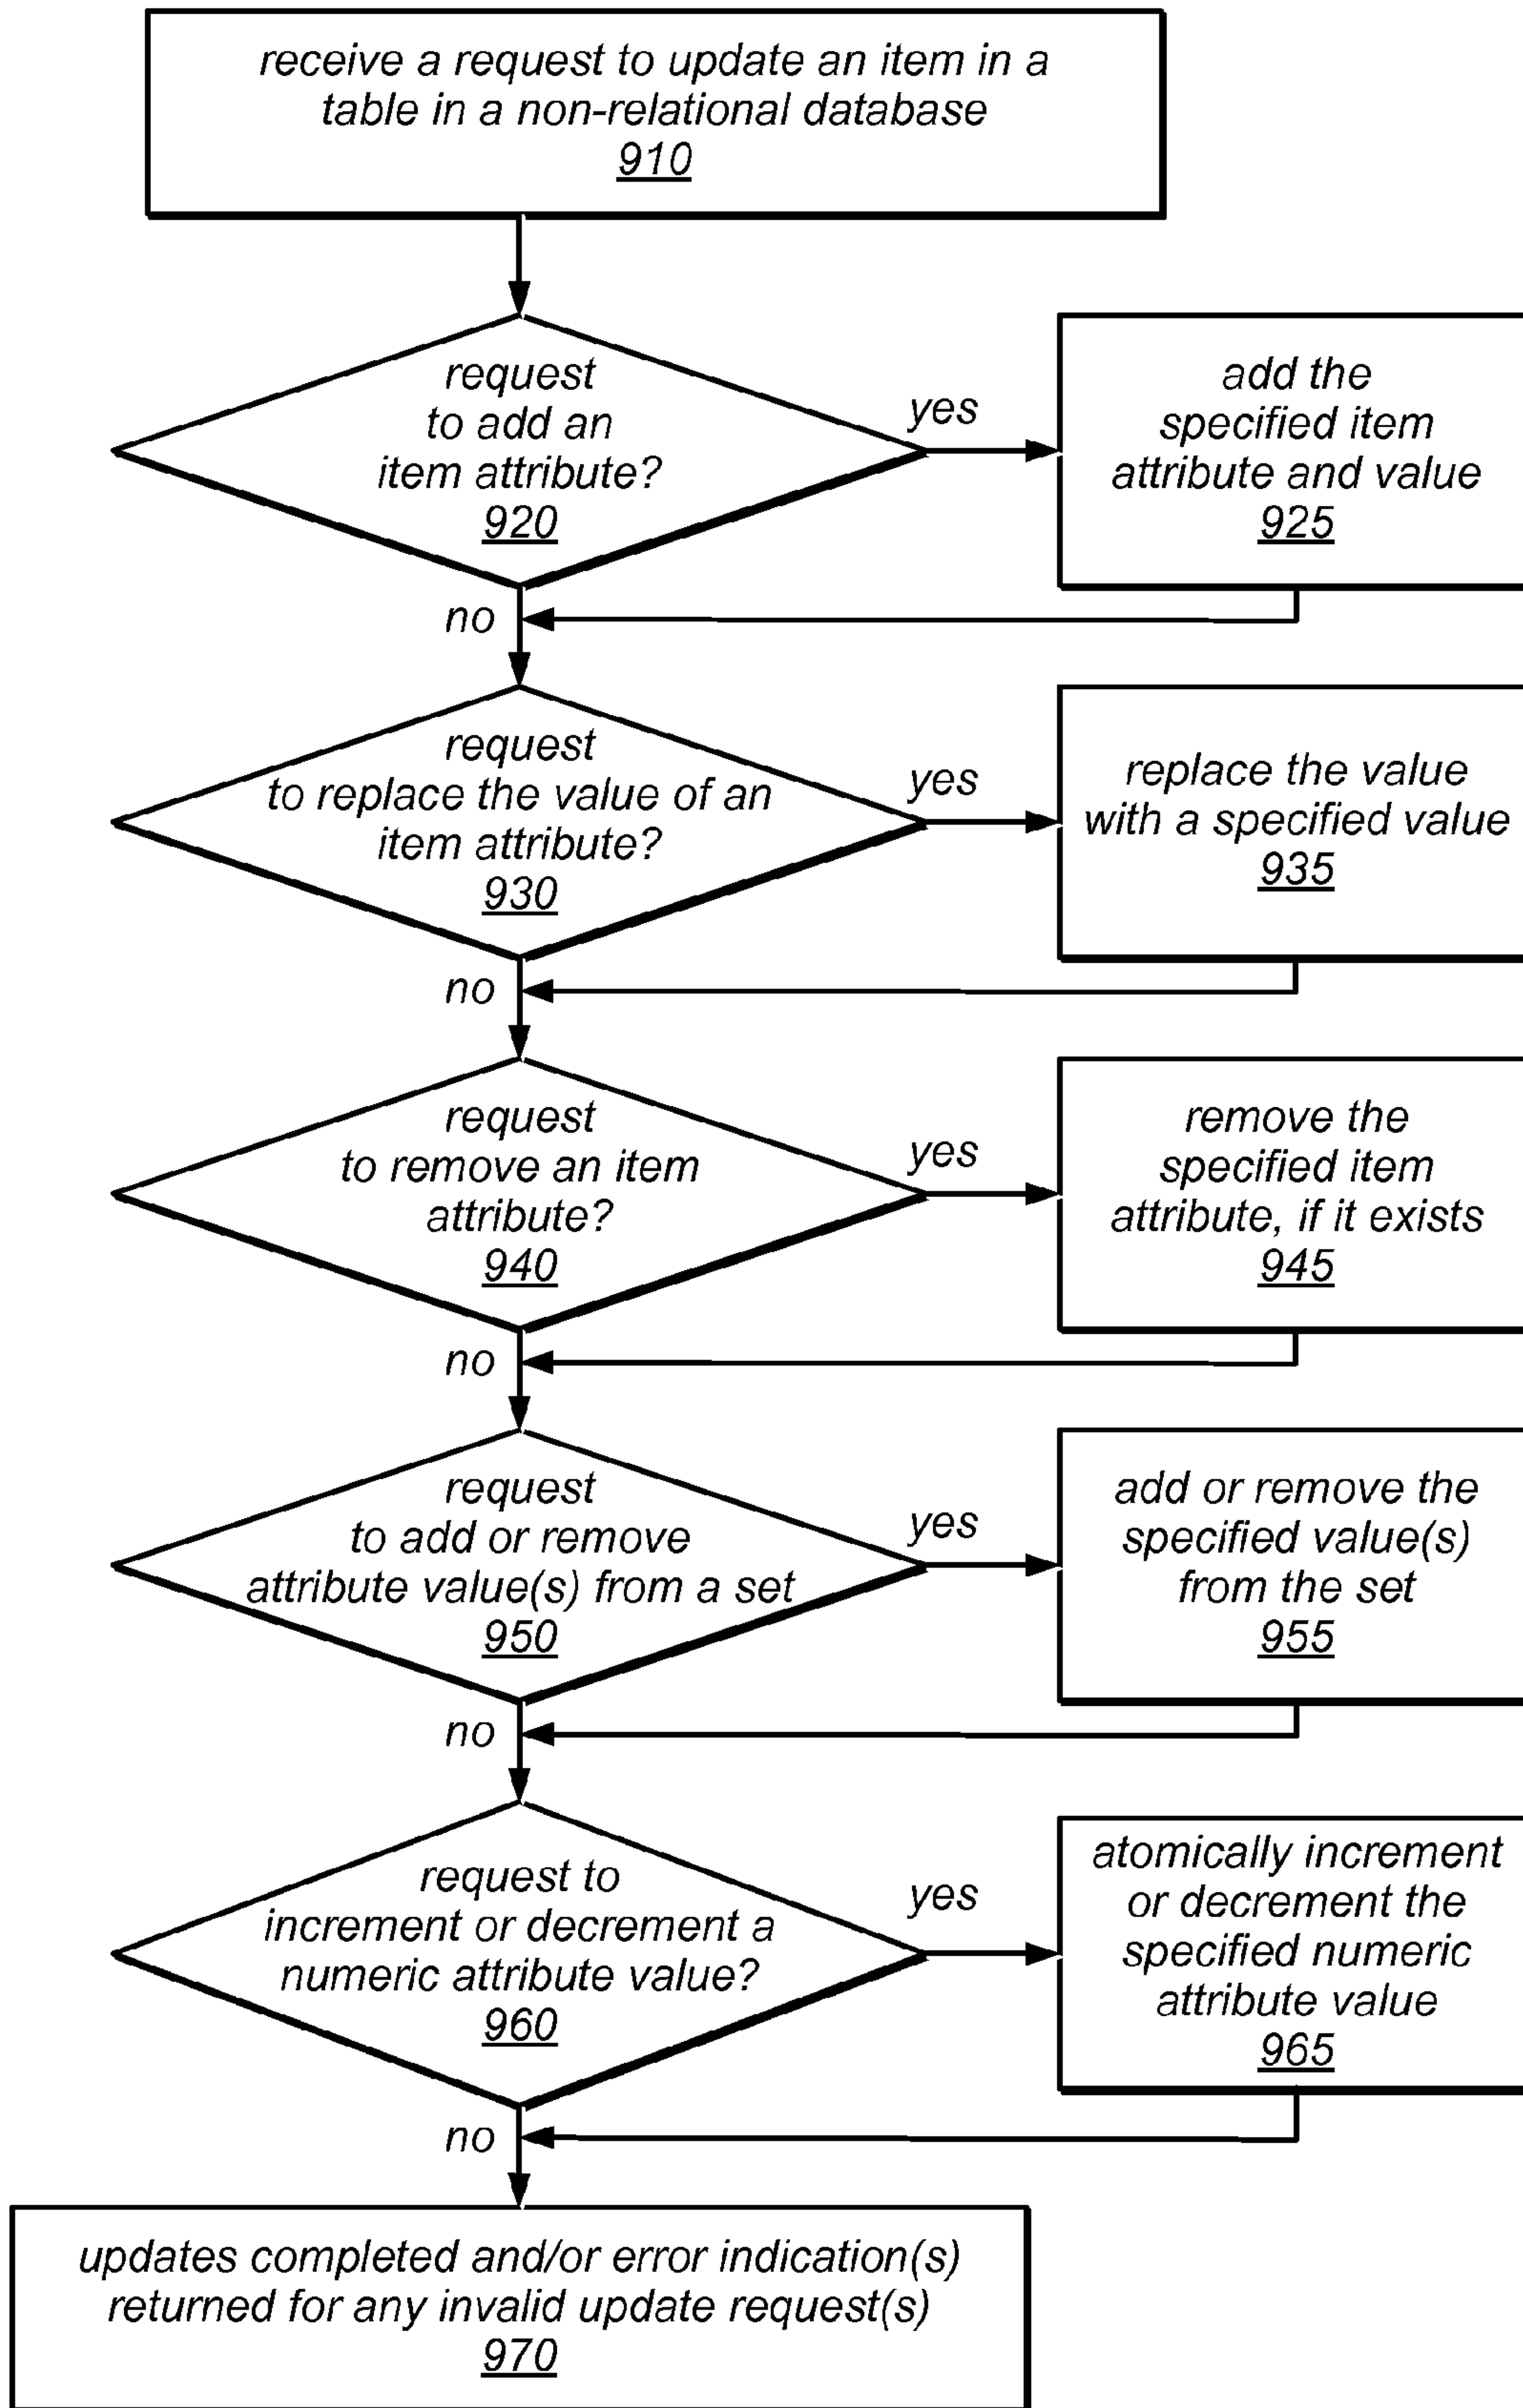 receive a request to update an item in a
table in a non-relational database
910
request
to add an
item attribute?
920
yes
add the
specified item
attribute and value
925
no
request
to replace the value of an
item attribute?
930
yes
replace the value
with a specified value
935
no
request
to remove an item
attribute?
940
yes
remove the
specified item
attribute, if it exists
945
no
request
to add or remove
attribute value(s) from a set
950
yes
add or remove the
specified value(s)
from the set
955
no
request to
increment or decrement a
numeric attribute value?
960
yes
atomically increment
or decrement the
specified numeric
attribute value
965
no
updates completed and/or error indication(s)
returned for any invalid update request(s)
970